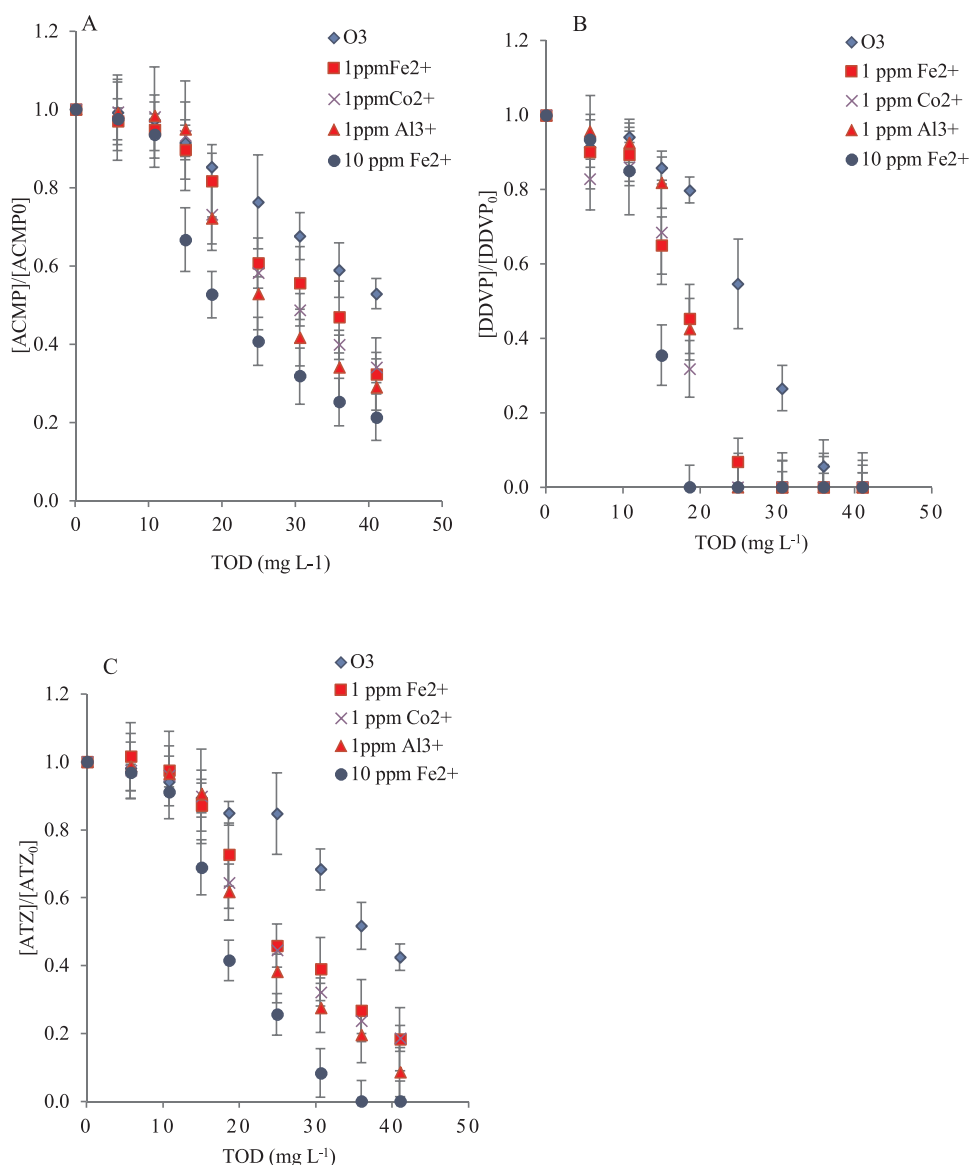 A
O3
1ppmFe2+
1ppmCo2+
1ppm Al3+
10 ppm Fe2+
1.2
1.0
0.8
0.6
0.4
0.2
0.0
[ACMP]/[ACMP0]
0 10 20 30 40 50
TOD (mg L-1)
B
O3
1 ppm Fe2+
1 ppm Co2+
1 ppm Al3+
10 ppm Fe2+
1.2
1.0
0.8
0.6
0.4
0.2
0.0
[DDVP]/[DDVP₀]
0 10 20 30 40 50
TOD (mg L⁻¹)
C
O3
1 ppm Fe2+
1 ppm Co2+
1ppm Al3+
10 ppm Fe2+
1.2
1.0
0.8
0.6
0.4
0.2
0.0
[ATZ]/[ATZ₀]
0 10 20 30 40 50
TOD (mg L⁻¹)